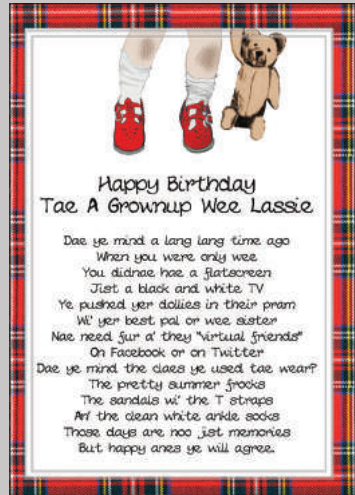 Happy Birthday
Tae A Grownup Wee Lassie
Dae ye mind a lang lang time ago
When you were only wee
You didnae hae a flatscreen
Jist a black and white TV
Ye pushed yer dollies in their pram
Wi' yer best pal or wee sister
Nae need fur a' they "virtual friends"
On Facebook or on Twitter
Dae ye mind the claes ye used tae wear?
The pretty summer frocks
The sandals wi' the T straps
An' the clean white ankle socks
Those days are noo jist memories
But happy anes ye will agree.